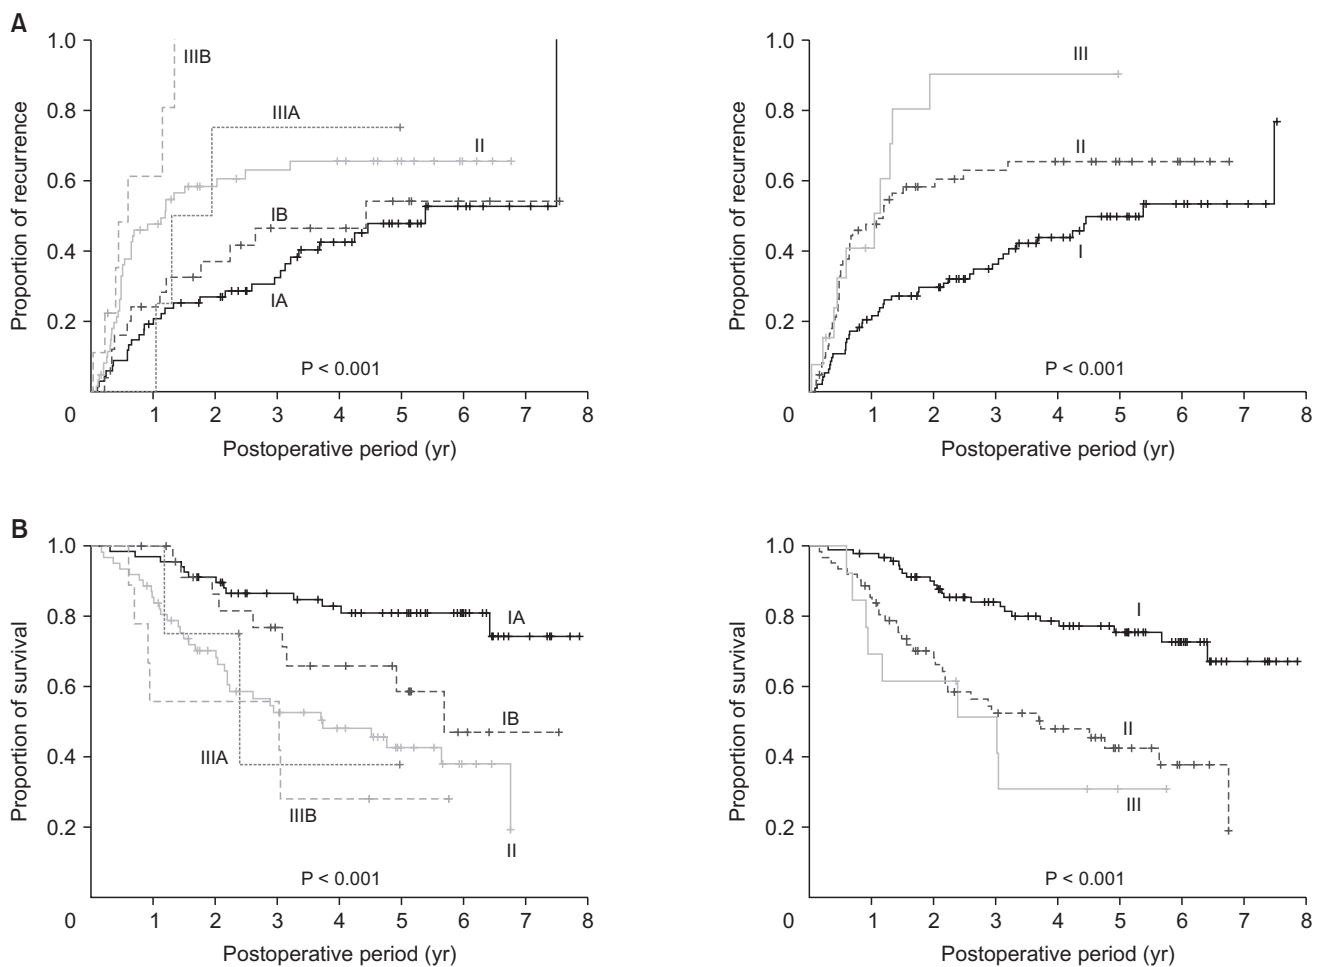 A
1.0
0.8
0.6
0.4
0.2
0 1 2 3 4 5 6 7 8
Proportion of recurrence
Postoperative period (yr)
IIIB
IIIA
II
IB
IA
P < 0.001
1.0
0.8
0.6
0.4
0.2
0 1 2 3 4 5 6 7 8
Proportion of recurrence
Postoperative period (yr)
III
II
I
P < 0.001
B
1.0
0.8
0.6
0.4
0.2
0 1 2 3 4 5 6 7 8
Proportion of survival
Postoperative period (yr)
IA
IB
IIIA
IIIB
II
P < 0.001
1.0
0.8
0.6
0.4
0.2
0 1 2 3 4 5 6 7 8
Proportion of survival
Postoperative period (yr)
I
II
III
P < 0.001